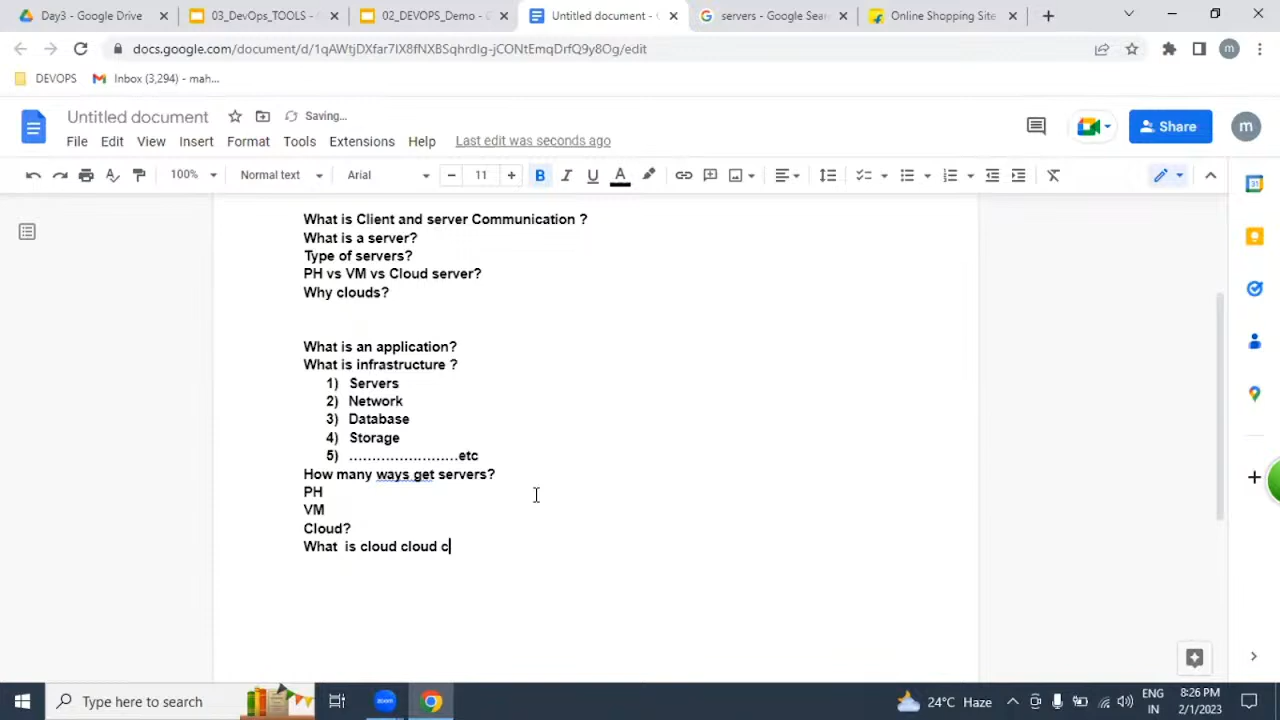 Day3 - Google Drive
03_DevOps_TOOLS -
02_DEVOPS_Demo -
Untitled document -
servers - Google Sear
Online Shopping Site
docs.google.com/document/d/1qAWtjDXfar7IX8fNXBSqhrdIg-jCONtEmqDrfQ9y8Og/edit
m
DEVOPS
Inbox (3,294) - mah...
Untitled document
Saving...
File Edit View Insert Format Tools Extensions Help Last edit was seconds ago
Share
m
100%
Normal text
Arial
11
B
I
U
A
31
What is Client and server Communication ?
What is a server?
Type of servers?
PH vs VM vs Cloud server?
Why clouds?
What is an application?
What is infrastructure ?
1) Servers
2) Network
3) Database
4) Storage
5) ........................etc
How many ways get servers?
PH
VM
Cloud?
What  is cloud cloud c
Type here to search
zoom
24°C Haze
ENG
IN
8:26 PM
2/1/2023